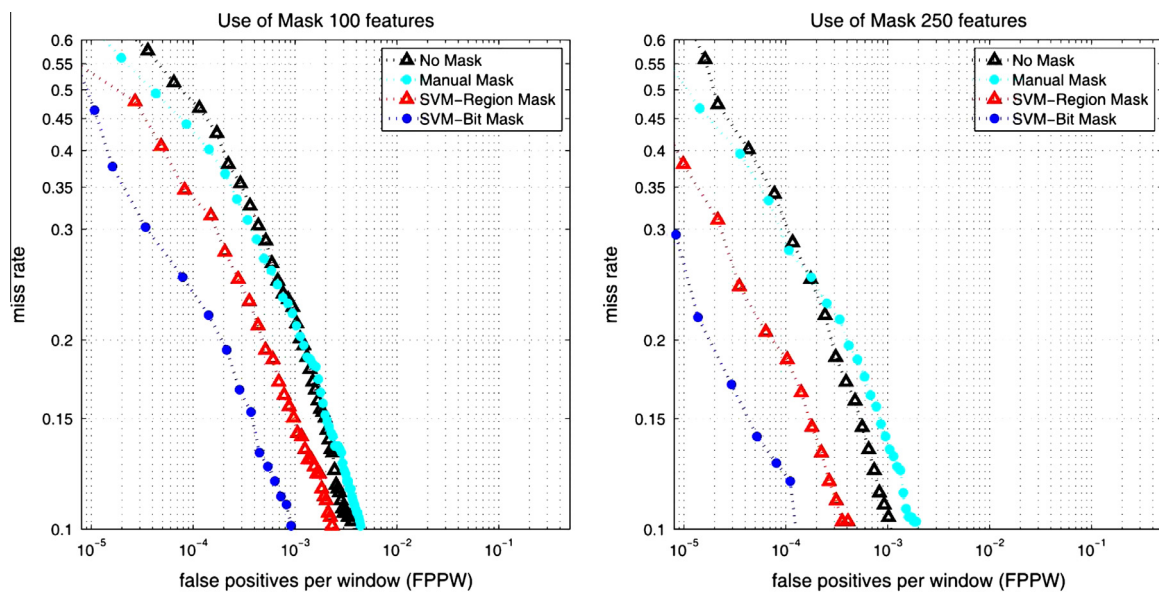 Use of Mask 100 features
0.6
0.55
0.5
0.45
0.4
0.35
0.3
0.2
0.15
0.1
miss rate
No Mask
Manual Mask
SVM-Region Mask
SVM-Bit Mask
10⁻⁵ 10⁻⁴ 10⁻³ 10⁻² 10⁻¹
false positives per window (FPPW)
Use of Mask 250 features
0.6
0.55
0.5
0.45
0.4
0.35
0.3
0.2
0.15
0.1
miss rate
No Mask
Manual Mask
SVM-Region Mask
SVM-Bit Mask
10⁻⁵ 10⁻⁴ 10⁻³ 10⁻² 10⁻¹
false positives per window (FPPW)